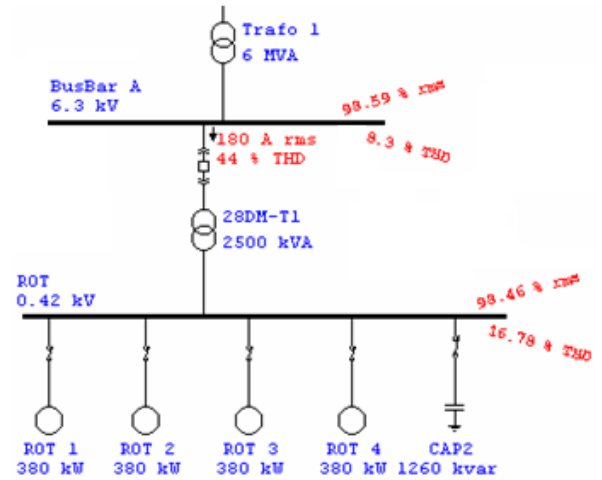 Trafo 1
6 MVA
BusBar A
6.3 kV
98.59 % rms
8.3 % THD
180 A rms
44 % THD
28DM-T1
2500 kVA
ROT
0.42 kV
98.46 % rms
16.78 % THD
ROT 1 ROT 2 ROT 3 ROT 4 CAP2
380 kW 380 kW 380 kW 380 kW 1260 kvar